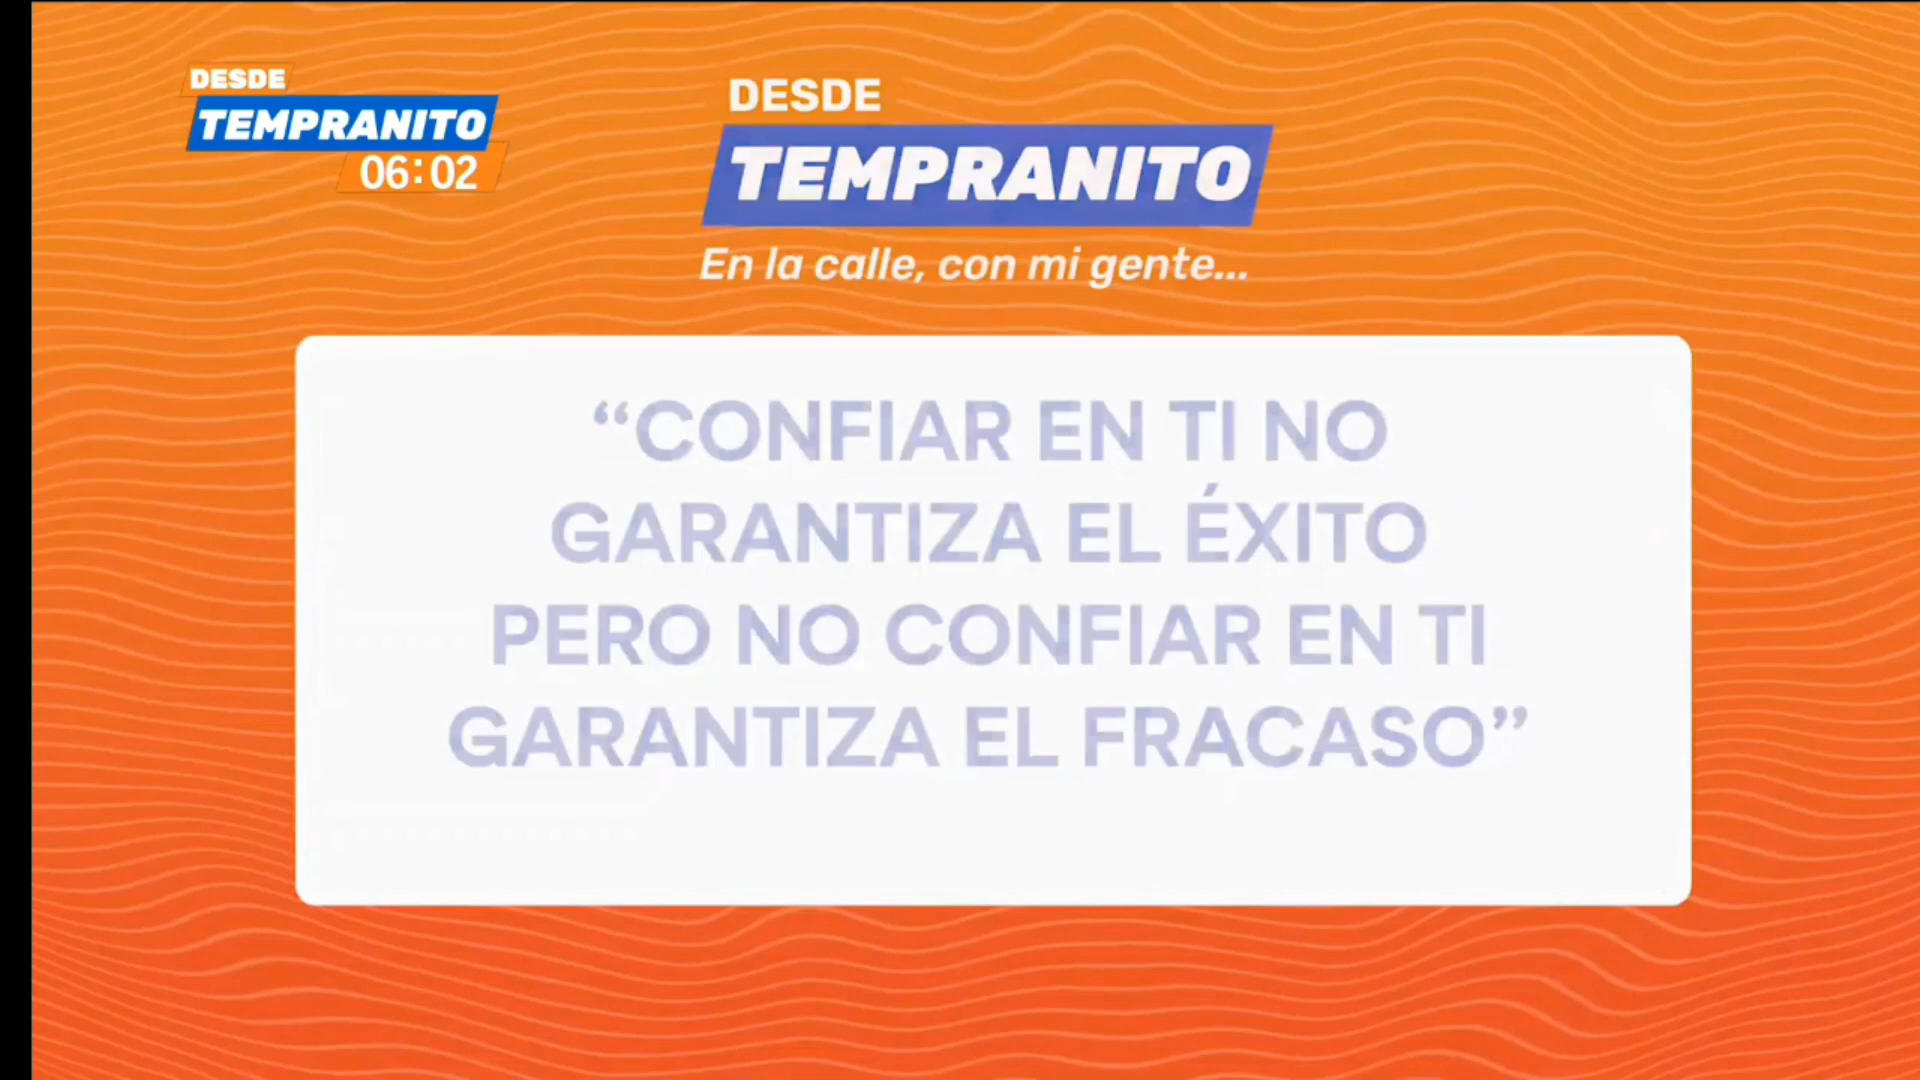 DESDE
TEMPRANITO
06:02
DESDE
TEMPRANITO
En la calle, con mi gente...
“CONFIAR EN TI NO
GARANTIZA EL ÉXITO
PERO NO CONFIAR EN TI
GARANTIZA EL FRACASO”